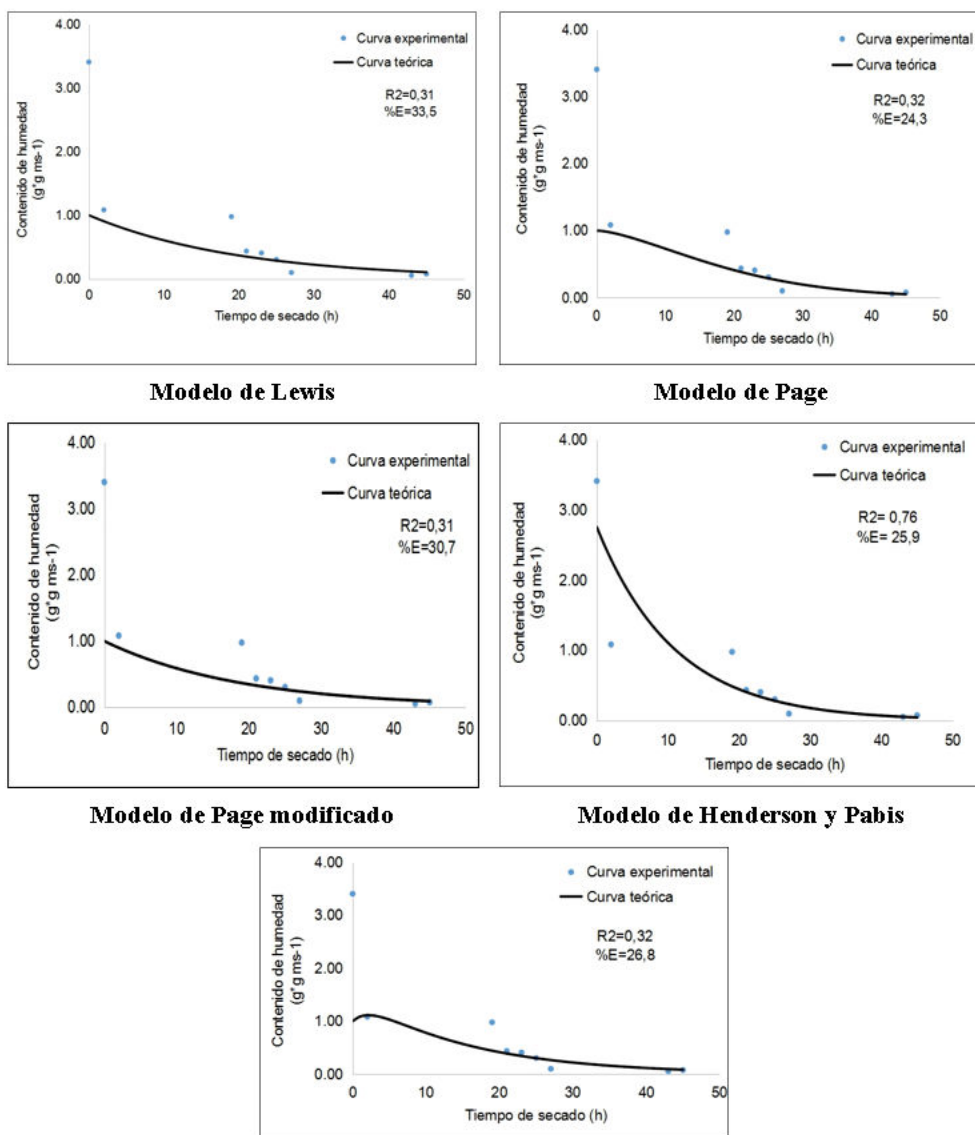 4.00
Curva experimental
Curva teórica
R2=0,31
%E=33,5
3.00
2.00
1.00
0.00
0 10 20 30 40 50
Contenido de humedad
(g*g ms-1)
Tiempo de secado (h)
Modelo de Lewis
4.00
Curva experimental
Curva teórica
R2=0,32
%E=24,3
3.00
2.00
1.00
0.00
0 10 20 30 40 50
Contenido de humedad
(g*g ms-1)
Tiempo de secado (h)
Modelo de Page
4.00
Curva experimental
Curva teórica
R2=0,31
%E=30,7
3.00
2.00
1.00
0.00
0 10 20 30 40 50
Contenido de humedad
(g*g ms-1)
Tiempo de secado (h)
Modelo de Page modificado
4.00
Curva experimental
Curva teórica
R2= 0,76
%E= 25,9
3.00
2.00
1.00
0.00
0 10 20 30 40 50
Contenido de humedad
(g*g ms-1)
Tiempo de secado (h)
Modelo de Henderson y Pabis
4.00
Curva experimental
Curva teórica
R2=0,32
%E=26,8
3.00
2.00
1.00
0.00
0 10 20 30 40 50
Contenido de humedad
(g*g ms-1)
Tiempo de secado (h)